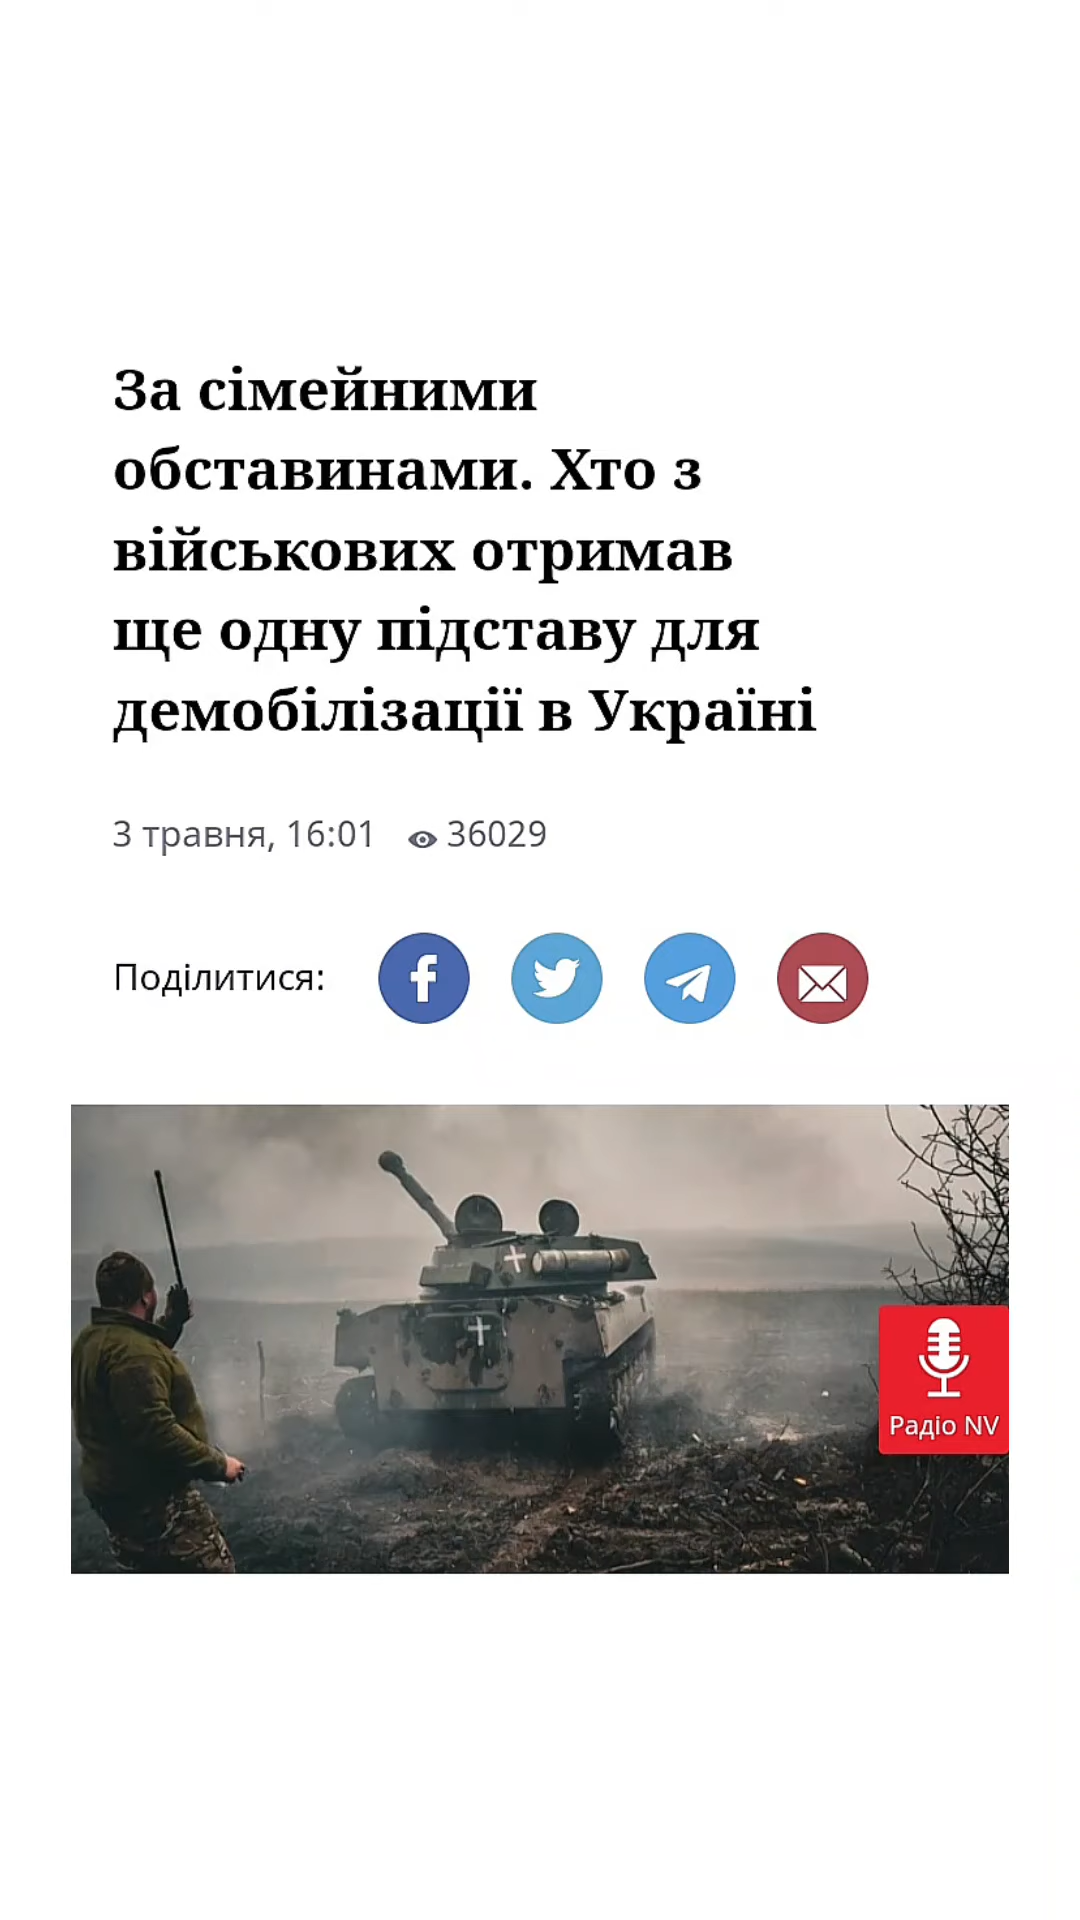 За сімейними
обставинами. Хто з
військових отримав
ще одну підставу для
демобілізації в Україні
3 травня, 16:01 36029
Поділитися:
Радіо NV